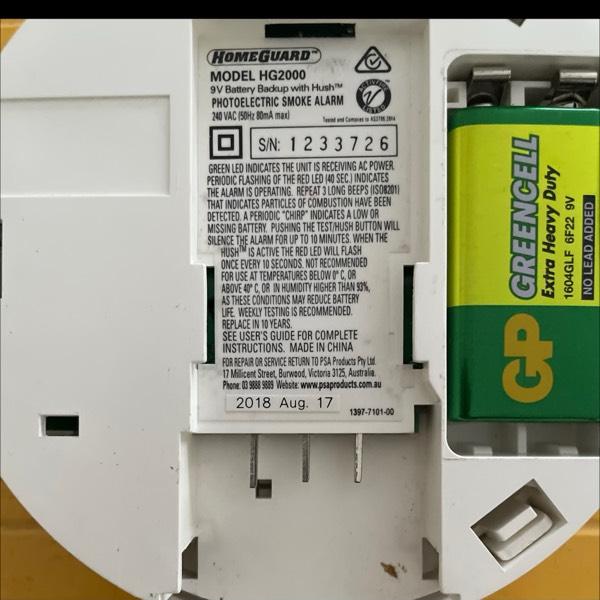 HOMEGUARD™
MODEL HG2000
9V Battery Backup with Hush™
PHOTOELECTRIC SMOKE ALARM
240 VAC (50Hz 80mA max)
Tested and Complies to AS3786.2014
ACTIVFIRE
LISTED
S/N: 1233726
GREEN LED INDICATES THE UNIT IS RECEIVING AC POWER.
PERIODIC FLASHING OF THE RED LED (40 SEC.) INDICATES
THE ALARM IS OPERATING. REPEAT 3 LONG BEEPS (ISO8201)
THAT INDICATES PARTICLES OF COMBUSTION HAVE BEEN
DETECTED. A PERIODIC "CHIRP" INDICATES A LOW OR
MISSING BATTERY. PUSHING THE TEST/HUSH BUTTON WILL
SILENCE THE ALARM FOR UP TO 10 MINUTES. WHEN THE
HUSH™ IS ACTIVE THE RED LED WILL FLASH
ONCE EVERY 10 SECONDS. NOT RECOMMENDED
FOR USE AT TEMPERATURES BELOW 0° C, OR
ABOVE 40° C, OR IN HUMIDITY HIGHER THAN 93%,
AS THESE CONDITIONS MAY REDUCE BATTERY
LIFE. WEEKLY TESTING IS RECOMMENDED.
REPLACE IN 10 YEARS.
SEE USER'S GUIDE FOR COMPLETE
INSTRUCTIONS. MADE IN CHINA
FOR REPAIR OR SERVICE RETURN TO PSA Products Pty Ltd.
17 Millicent Street, Burwood, Victoria 3125, Australia.
Phone: 03 9888 9889 Website: www.psaproducts.com.au
2018 Aug. 17
1397-7101-00
GP
GREENCELL
Extra Heavy Duty
1604GLF 6F22 9V
NO LEAD ADDED